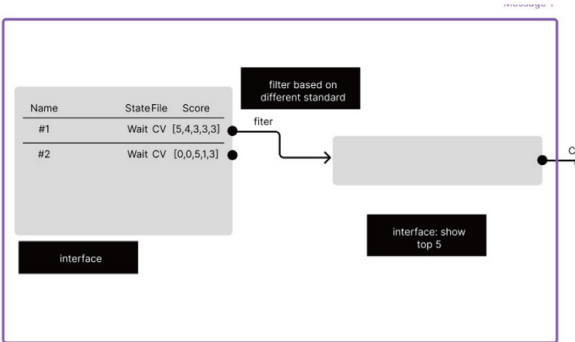 filter based on
different standard
Name State File Score
#1 Wait CV [5,4,3,3,3]
fiter
#2 Wait CV [0,0,5,1,3]
interface: show
top 5
interface